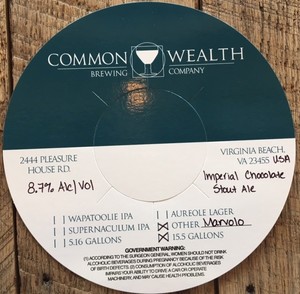 COMMON WEALTH
BREWING COMPANY
2444 PLEASURE
HOUSE RD.
VIRGINIA BEACH,
VA 23455 USA
8.7% Alc/Vol
Imperial Chocolate
Stout Ale
WAPATOOLIE IPA
SUPERNACULUM IPA
5.16 GALLONS
AUREOLE LAGER
OTHER Marvolo
15.5 GALLONS
GOVERNMENT WARNING:
(1) ACCORDING TO THE SURGEON GENERAL, WOMEN SHOULD NOT DRINK
ALCOHOLIC BEVERAGES DURING PREGNANCY BECAUSE OF THE RISK
OF BIRTH DEFECTS. (2) CONSUMPTION OF ALCOHOLIC BEVERAGES
IMPAIRS YOUR ABILITY TO DRIVE A CAR OR OPERATE
MACHINERY, AND MAY CAUSE HEALTH PROBLEMS.